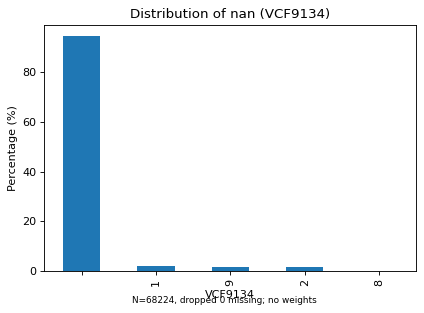 Distribution of nan (VCF9134)
Percentage (%)
80
60
40
20
0
1
9
2
8
VCF9134
N=68224, dropped 0 missing; no weights